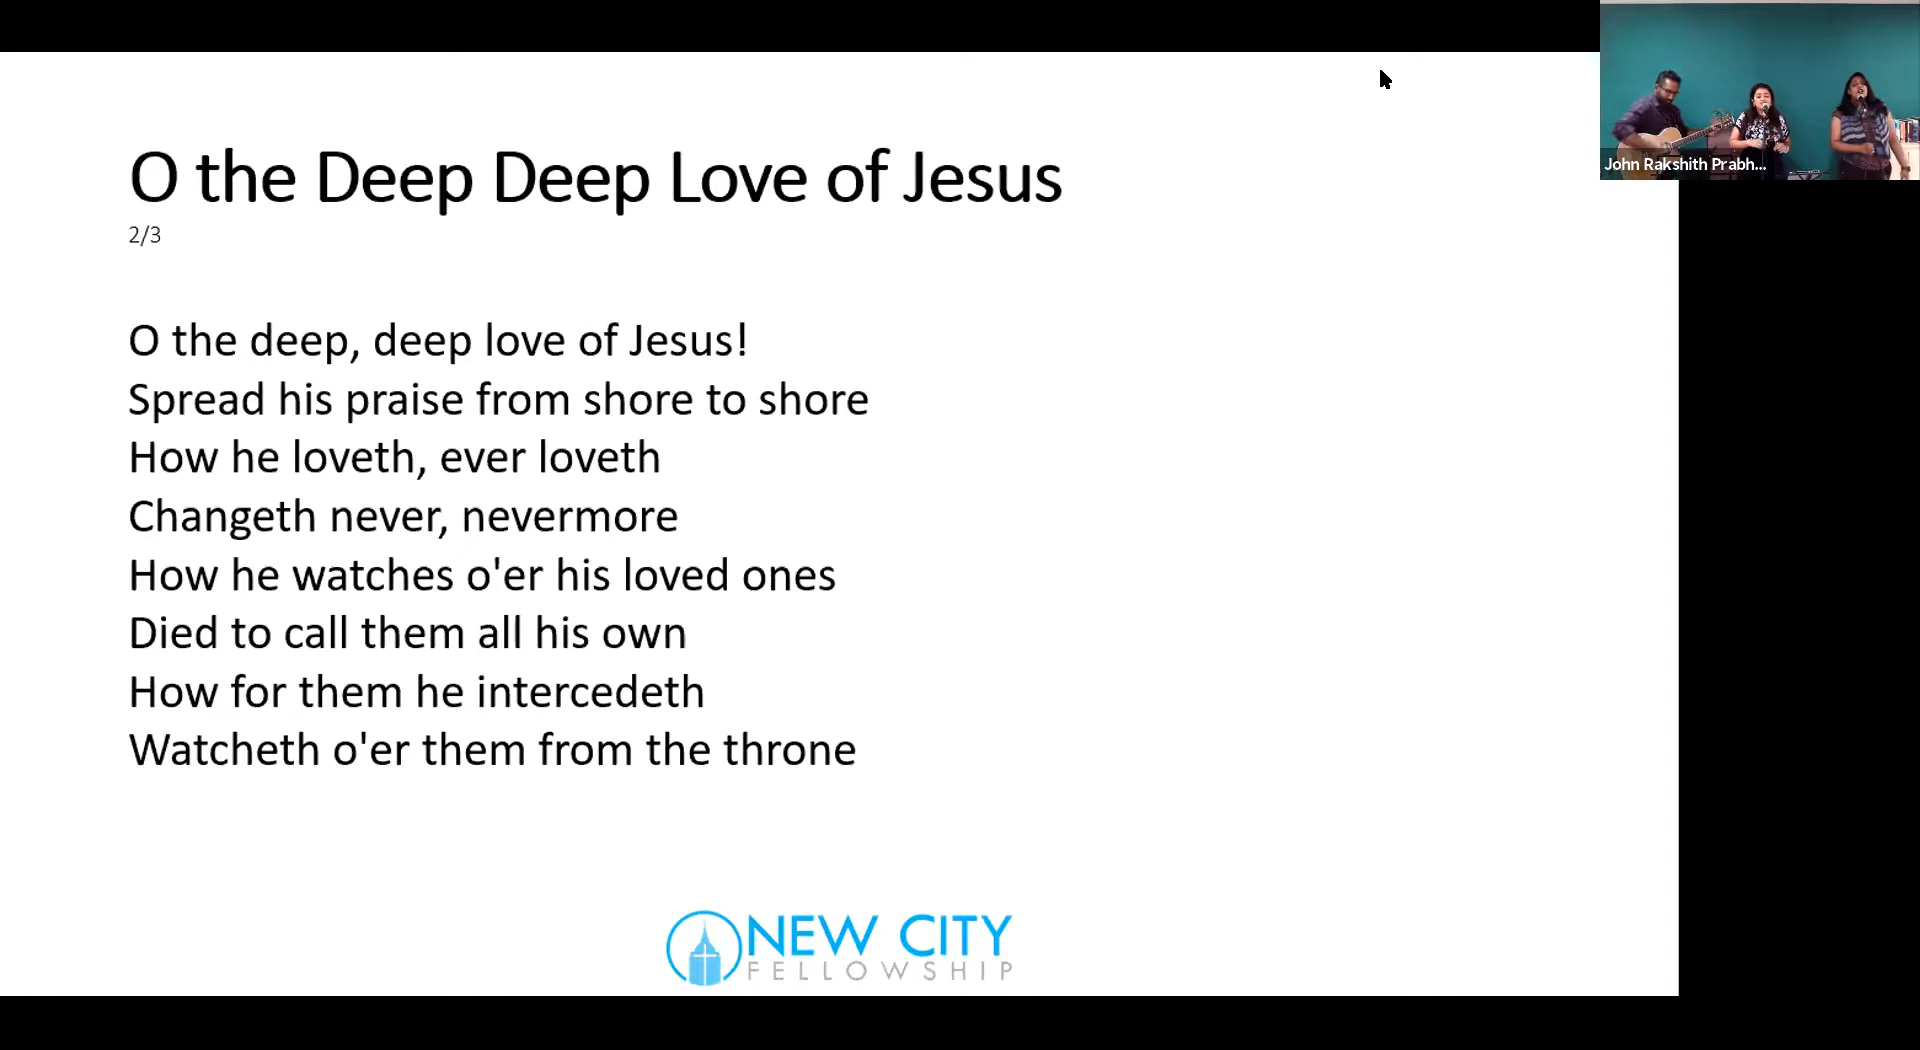 O the Deep Deep Love of Jesus
2/3
O the deep, deep love of Jesus!
Spread his praise from shore to shore
How he loveth, ever loveth
Changeth never, nevermore
How he watches o'er his loved ones
Died to call them all his own
How for them he intercedeth
Watcheth o'er them from the throne
NEW CITY
FELLOWSHIP
John Rakshith Prabh...